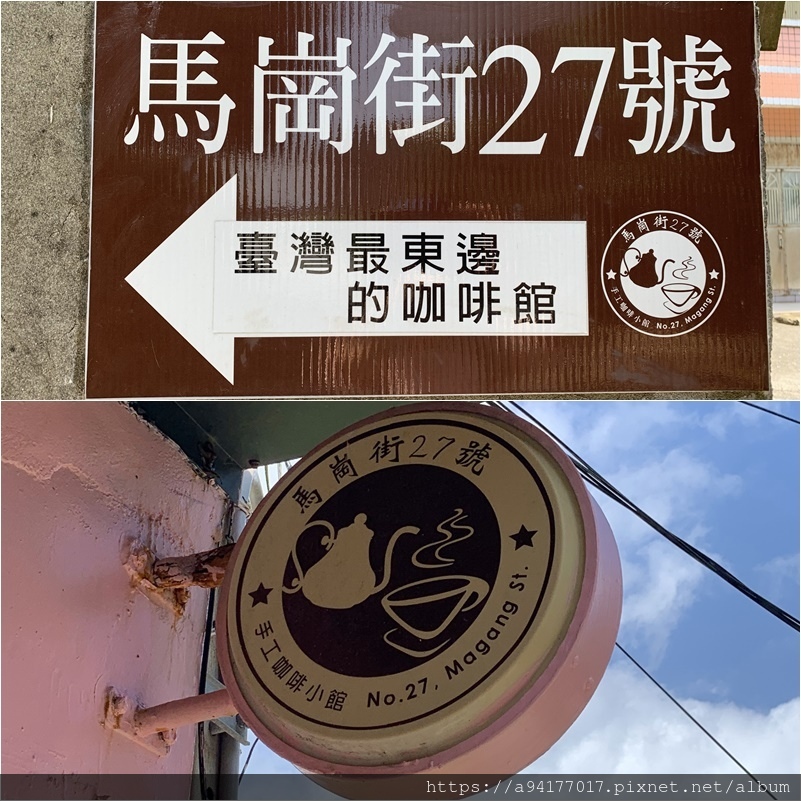 馬崗街27號
臺灣最東邊
的咖啡館
馬崗街27號
手工咖啡小館 No.27, Magang St.
馬崗街27號
手工咖啡小館 No.27, Magang St.
https://a94177017.pixnet.net/album